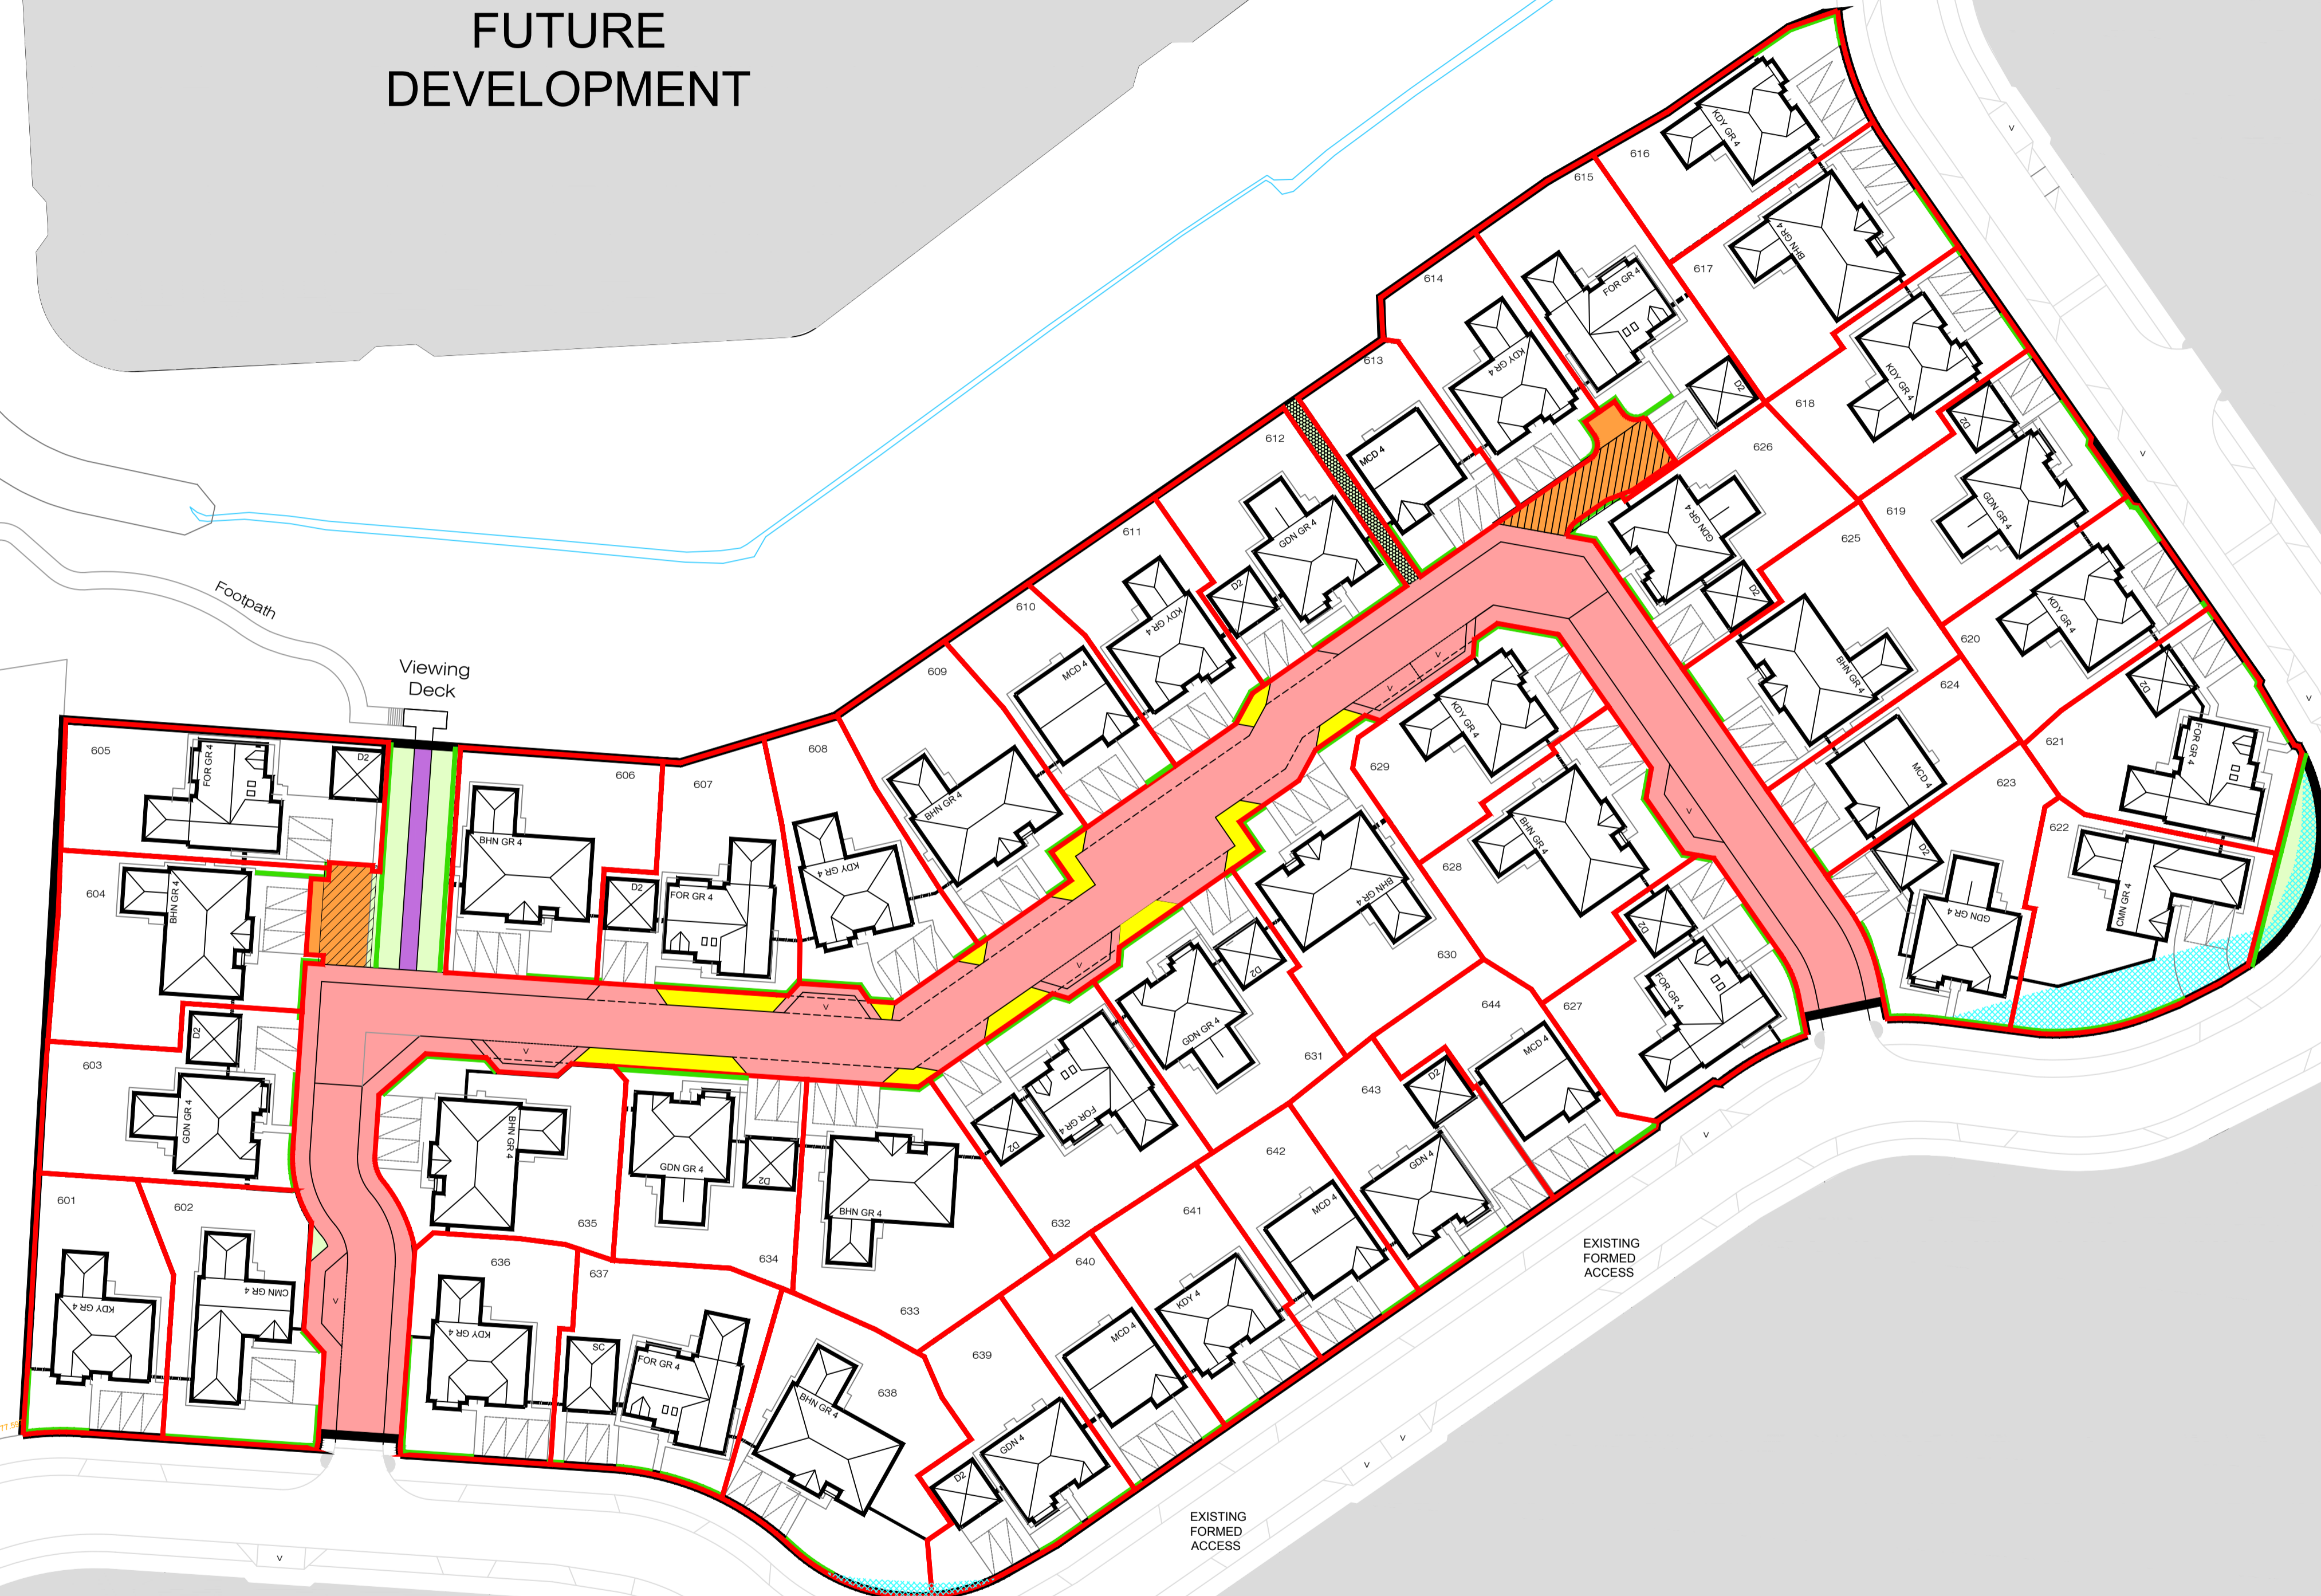 FUTURE
DEVELOPMENT
Footpath
Viewing
Deck
616
KDY GR 4
615
FOR GR 4
D2
617
BHN GR 4
614
KDY GR 4
613
MCD 4
618
KDY GR 4
D2
612
GDN GR 4
D2
626
GDN GR 4
D2
619
GDN GR 4
611
KDY GR 4
625
BHN GR 4
620
KDY GR 4
D2
610
MCD 4
609
BHN GR 4
624
MCD 4
621
FOR GR 4
605
FOR GR 4
D2
606
BHN GR 4
607
D2
FOR GR 4
608
KDY GR 4
629
KDY GR 4
623
D2
GDN GR 4
622
CMN GR 4
604
BHN GR 4
628
BHN GR 4
630
BHN GR 4
631
GDN GR 4
D2
627
D2
FOR GR 4
603
D2
GDN GR 4
644
MCD 4
643
D2
GDN 4
632
FOR GR 4
D2
635
BHN GR 4
634
GDN GR 4
D2
633
BHN GR 4
642
MCD 4
641
KDY 4
640
MCD 4
601
KDY GR 4
602
CMN GR 4
636
KDY GR 4
637
SC
FOR GR 4
638
BHN GR 4
639
GDN 4
D2
EXISTING
FORMED
ACCESS
EXISTING
FORMED
ACCESS
V
V
V
V
V
V
V
V
V
V
V
V
V
V